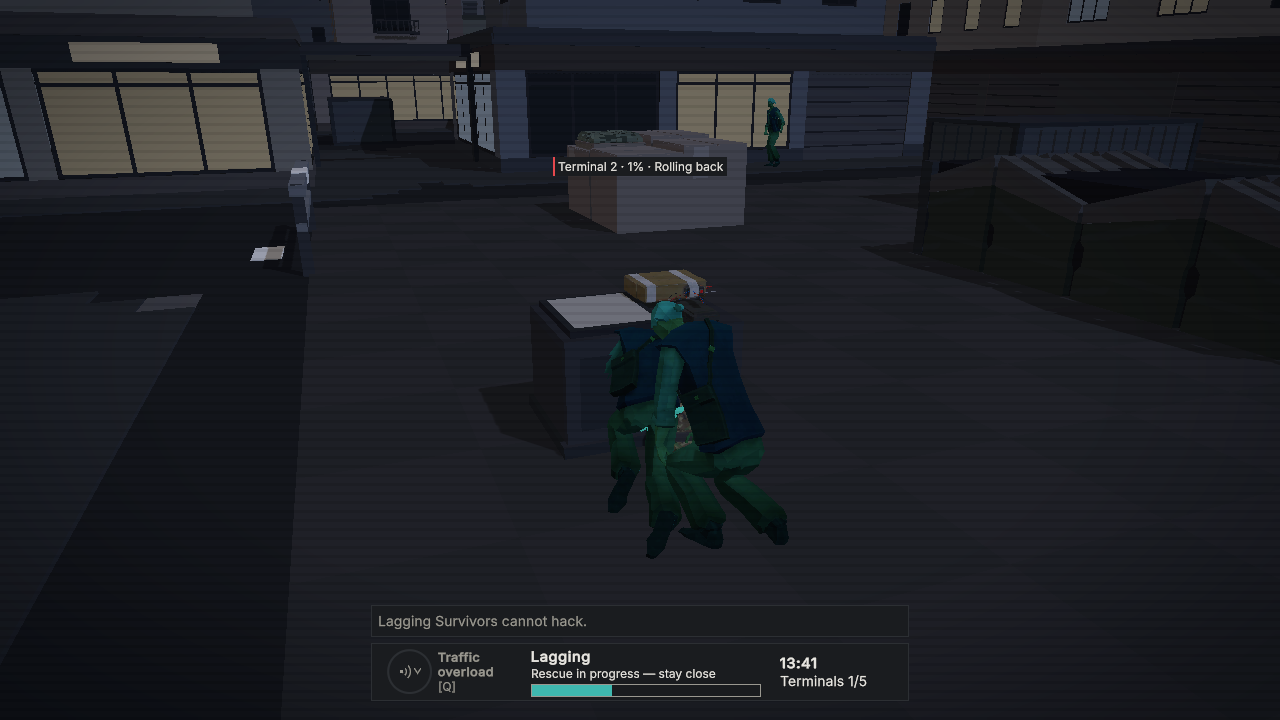 Terminal 2 · 1% · Rolling back
Lagging Survivors cannot hack.
Traffic
overload
[Q]
Lagging
Rescue in progress — stay close
13:41
Terminals 1/5